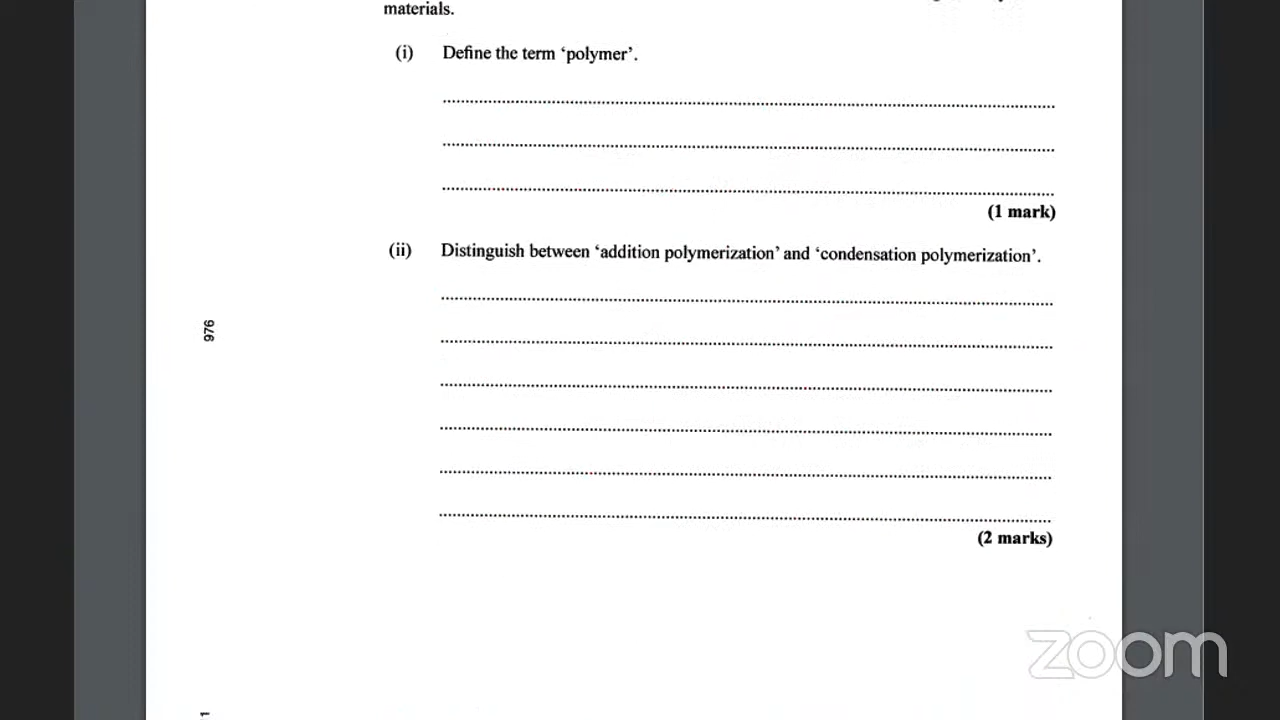 materials.
(i) Define the term ‘polymer’.
(1 mark)
(ii) Distinguish between ‘addition polymerization’ and ‘condensation polymerization’.
976
(2 marks)
zoom